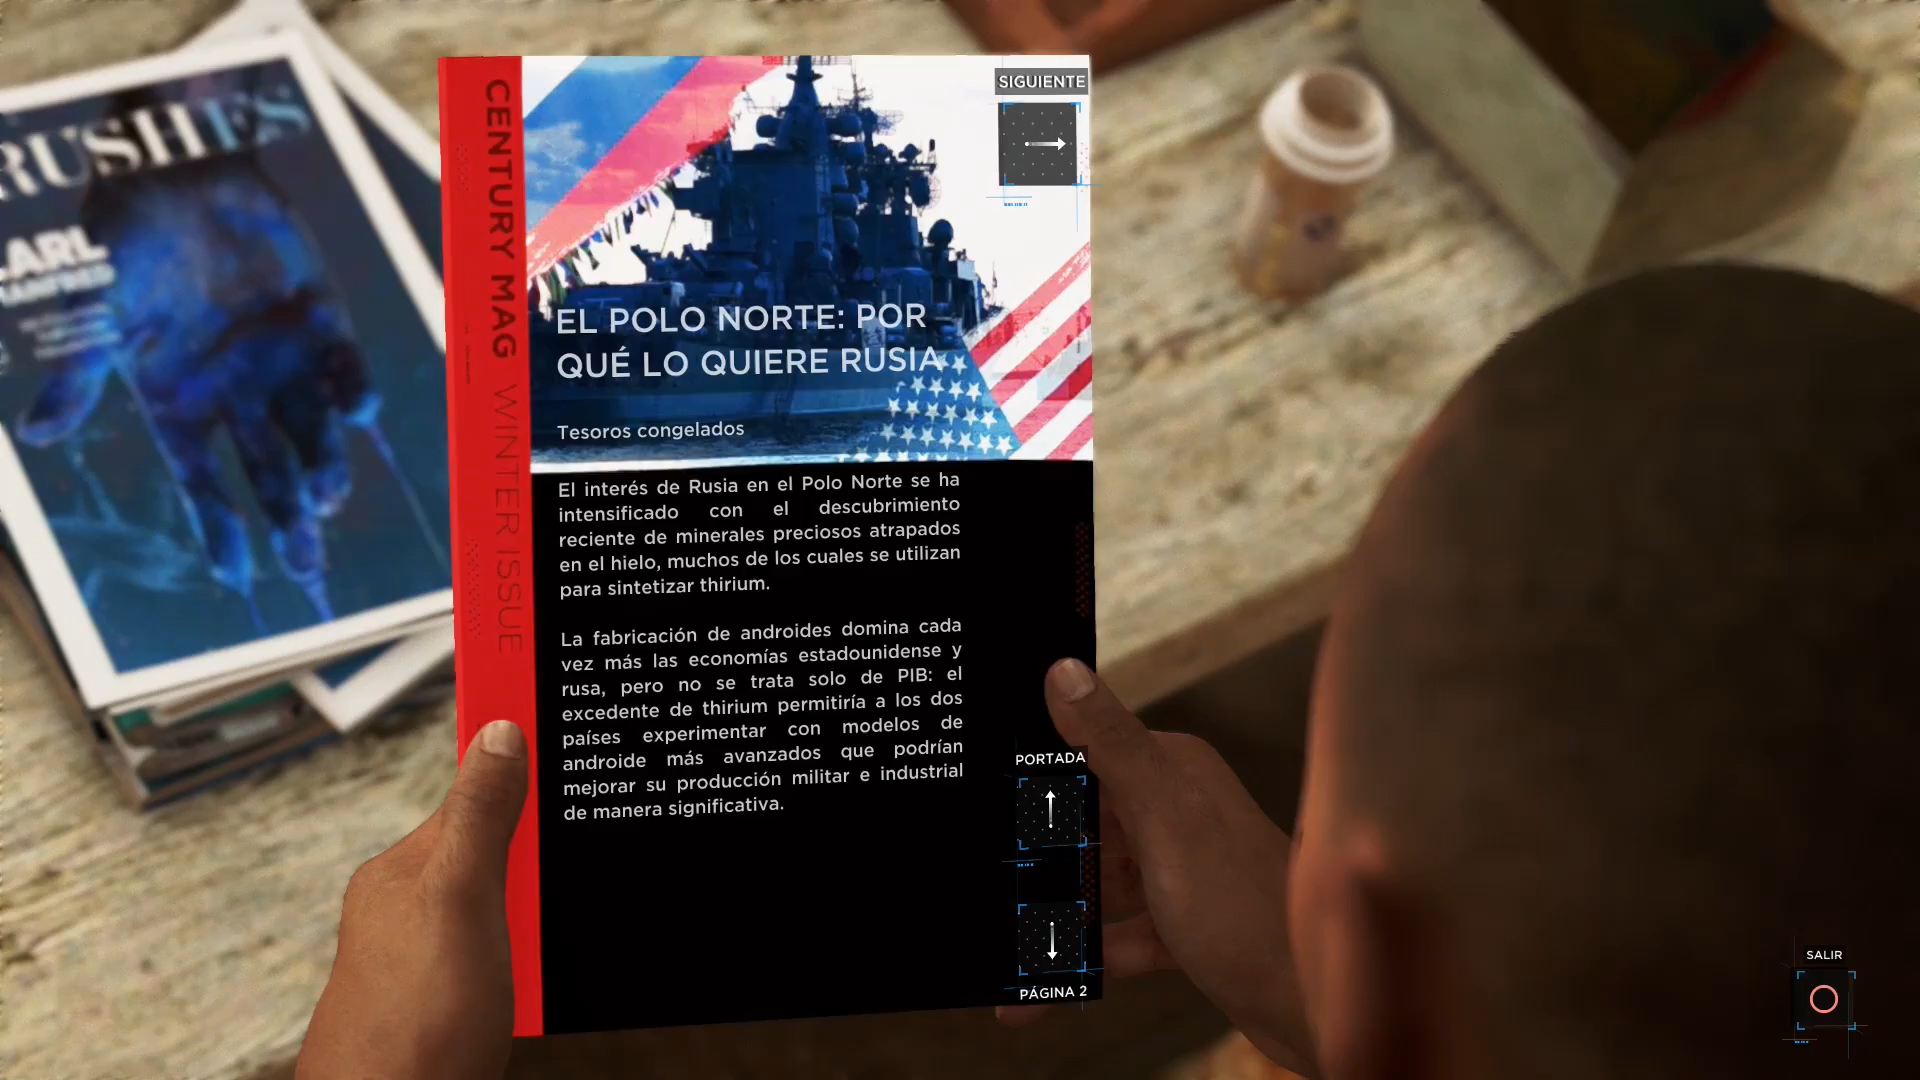 RUSHES
CENTURY MAG WINTER ISSUE
SIGUIENTE
EL POLO NORTE: POR
QUÉ LO QUIERE RUSIA
Tesoros congelados
El interés de Rusia en el Polo Norte se ha
intensificado con el descubrimiento
reciente de minerales preciosos atrapados
en el hielo, muchos de los cuales se utilizan
para sintetizar thirium.
La fabricación de androides domina cada
vez más las economías estadounidense y
rusa, pero no se trata solo de PIB: el
excedente de thirium permitiría a los dos
países experimentar con modelos de
androide más avanzados que podrían
mejorar su producción militar e industrial
de manera significativa.
PORTADA
PÁGINA 2
SALIR